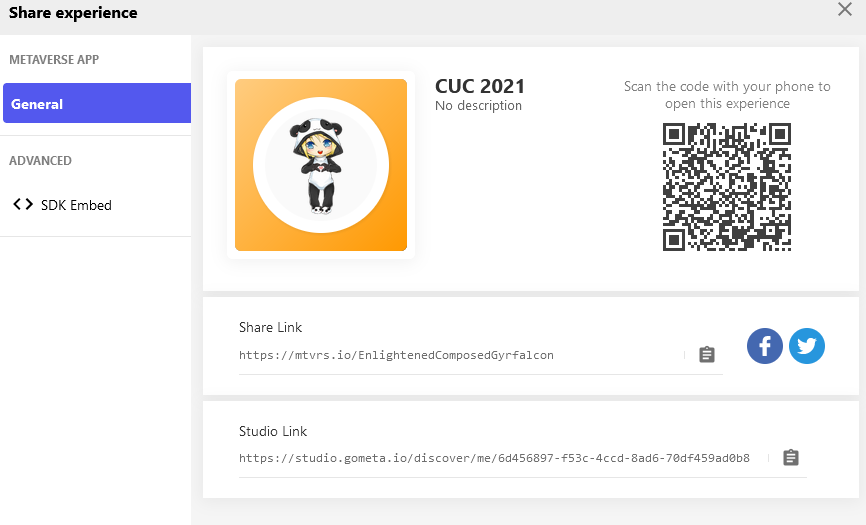 Share experience
METAVERSE APP
General
ADVANCED
SDK Embed
CUC 2021
No description
Scan the code with your phone to
open this experience
Share Link
https://mtvrs.io/EnlightenedComposedGyrfalcon
Studio Link
https://studio.gometa.io/discover/me/6d456897-f53c-4ccd-8ad6-70df459ad0b8